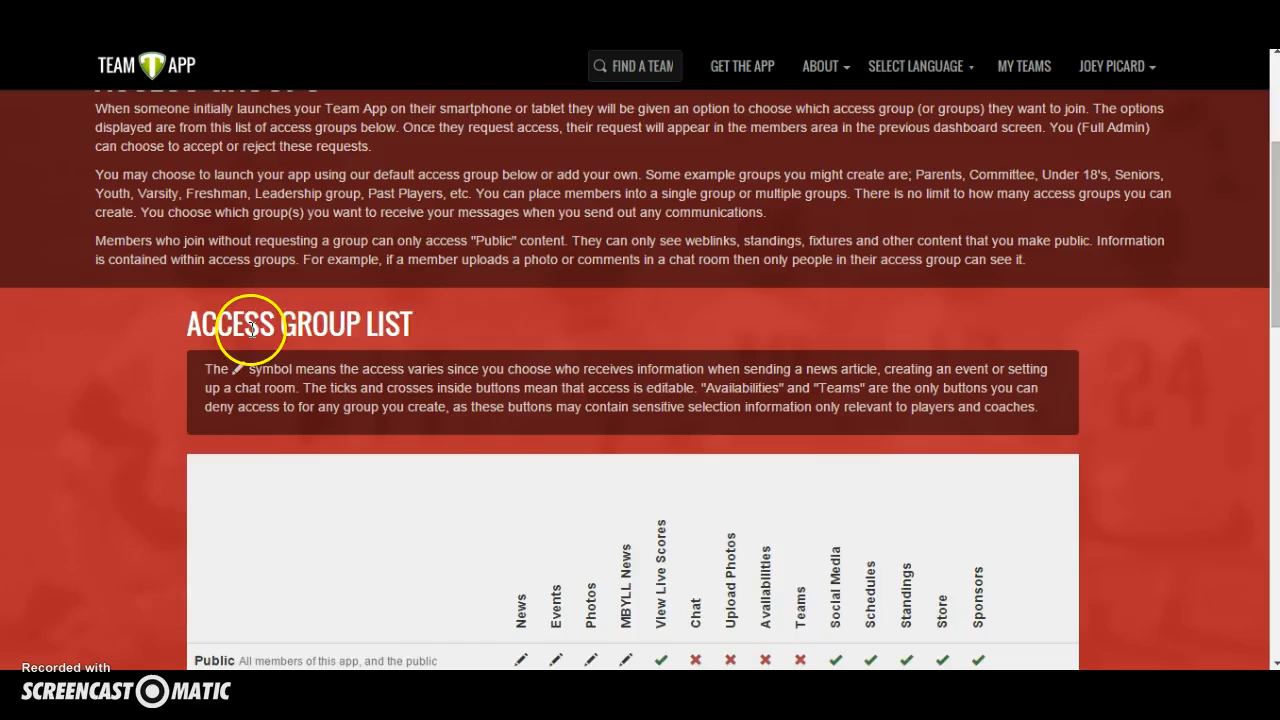 TEAM APP
FIND A TEAM
GET THE APP
ABOUT
SELECT LANGUAGE
MY TEAMS
JOEY PICARD
When someone initially launches your Team App on their smartphone or tablet they will be given an option to choose which access group (or groups) they want to join. The options
displayed are from this list of access groups below. Once they request access, their request will appear in the members area in the previous dashboard screen. You (Full Admin)
can choose to accept or reject these requests.
You may choose to launch your app using our default access group below or add your own. Some example groups you might create are; Parents, Committee, Under 18's, Seniors,
Youth, Varsity, Freshman, Leadership group, Past Players, etc. You can place members into a single group or multiple groups. There is no limit to how many access groups you can
create. You choose which group(s) you want to receive your messages when you send out any communications.
Members who join without requesting a group can only access "Public" content. They can only see weblinks, standings, fixtures and other content that you make public. Information
is contained within access groups. For example, if a member uploads a photo or comments in a chat room then only people in their access group can see it.
ACCESS GROUP LIST
The symbol means the access varies since you choose who receives information when sending a news article, creating an event or setting
up a chat room. The ticks and crosses inside buttons mean that access is editable. "Availabilities" and "Teams" are the only buttons you can
deny access to for any group you create, as these buttons may contain sensitive selection information only relevant to players and coaches.
News
Events
Photos
MBYLL News
View Live Scores
Chat
Upload Photos
Availabilities
Teams
Social Media
Schedules
Standings
Store
Sponsors
Public All members of this app, and the public
Recorded with
SCREENCAST MATIC